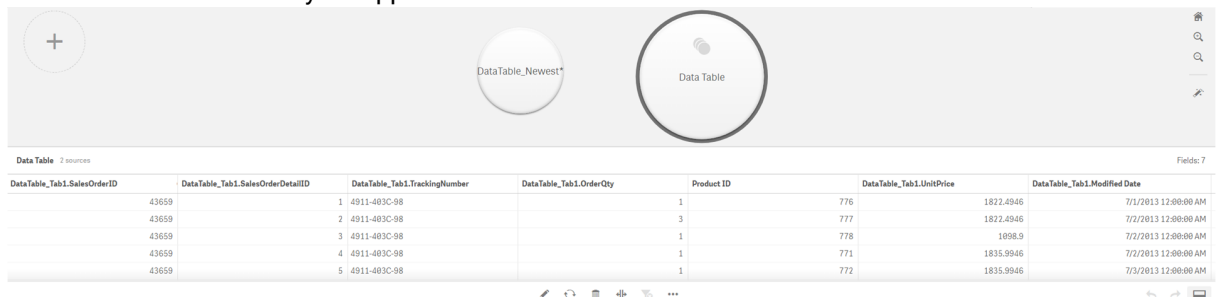 DataTable_Newest*
Data Table
Data Table 2 sources Fields: 7
DataTable_Tab1.SalesOrderID DataTable_Tab1.SalesOrderDetailID DataTable_Tab1.TrackingNumber DataTable_Tab1.OrderQty Product ID DataTable_Tab1.UnitPrice DataTable_Tab1.Modified Date
43659 1 4911-403C-98 1 776 1822.4946 7/1/2013 12:00:00 AM
43659 2 4911-403C-98 3 777 1822.4946 7/2/2013 12:00:00 AM
43659 3 4911-403C-98 1 778 1098.9 7/2/2013 12:00:00 AM
43659 4 4911-403C-98 1 771 1835.9946 7/2/2013 12:00:00 AM
43659 5 4911-403C-98 1 772 1835.9946 7/3/2013 12:00:00 AM